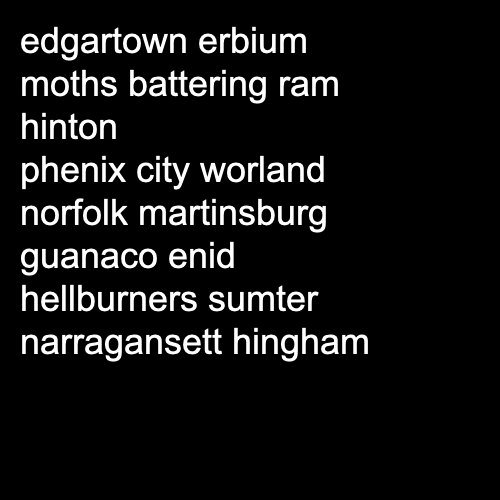 edgartown erbium
moths battering ram
hinton
phenix city worland
norfolk martinsburg
guanaco enid
hellburners sumter
narragansett hingham